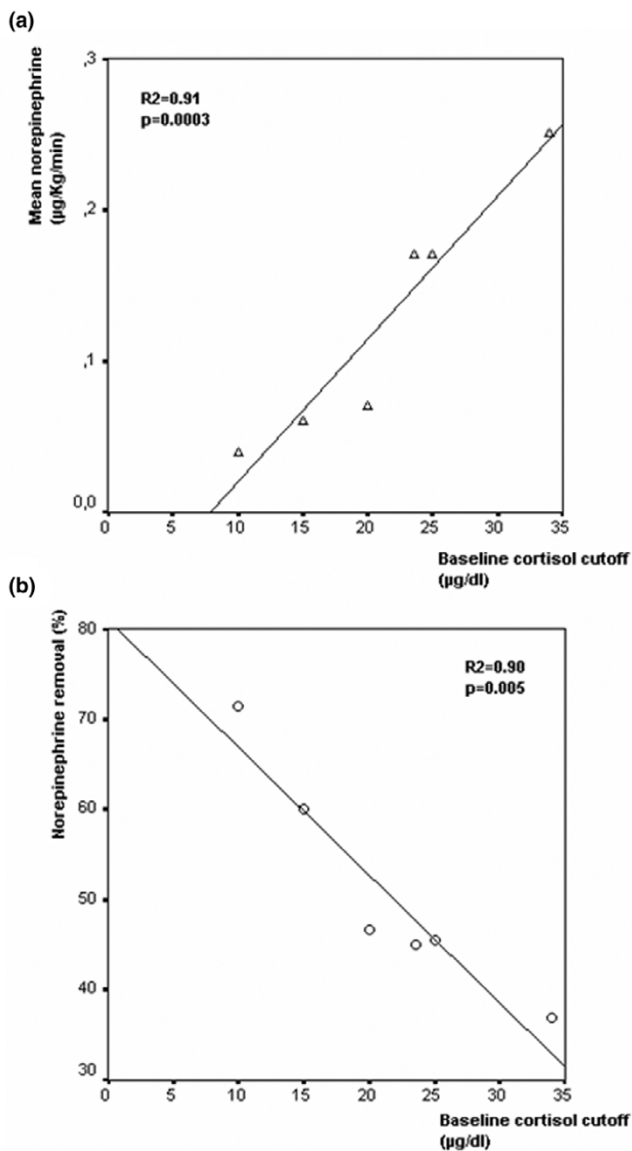 (a)
Mean norepinephrine
(µg/Kg/min)
,3
,2
,1
0,0
R2=0.91
p=0.0003
0 5 10 15 20 25 30 35
Baseline cortisol cutoff
(µg/dl)
(b)
Norepinephrine removal (%)
80
70
60
50
40
30
R2=0.90
p=0.005
0 5 10 15 20 25 30 35
Baseline cortisol cutoff
(µg/dl)